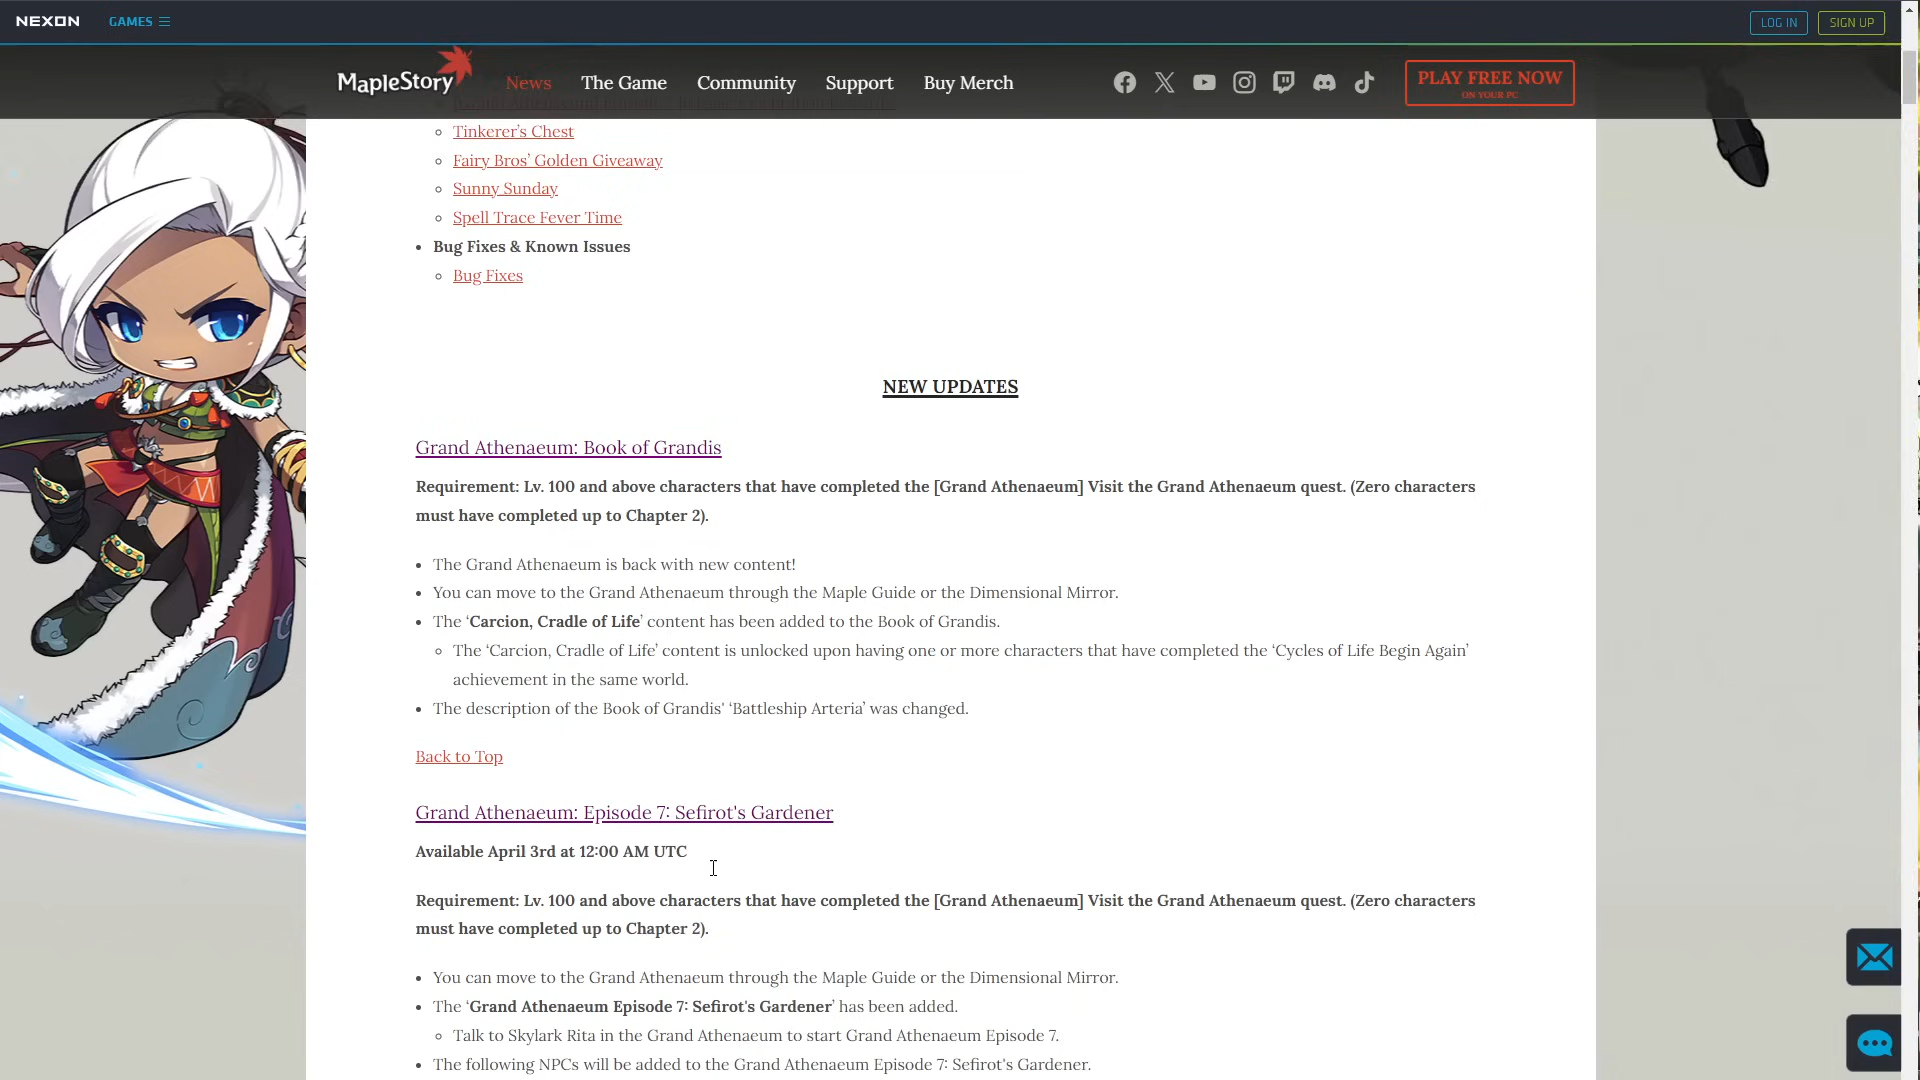 NEXON
GAMES
LOG IN
SIGN UP
MapleStory
News
The Game
Community
Support
Buy Merch
PLAY FREE NOW
ON YOUR PC
Tinkerer’s Chest
Fairy Bros’ Golden Giveaway
Sunny Sunday
Spell Trace Fever Time
Bug Fixes & Known Issues
Bug Fixes
NEW UPDATES
Grand Athenaeum: Book of Grandis
Requirement: Lv. 100 and above characters that have completed the [Grand Athenaeum] Visit the Grand Athenaeum quest. (Zero characters
must have completed up to Chapter 2).
The Grand Athenaeum is back with new content!
You can move to the Grand Athenaeum through the Maple Guide or the Dimensional Mirror.
The ‘Carcion, Cradle of Life’ content has been added to the Book of Grandis.
The ‘Carcion, Cradle of Life’ content is unlocked upon having one or more characters that have completed the ‘Cycles of Life Begin Again’
achievement in the same world.
The description of the Book of Grandis' ‘Battleship Arteria’ was changed.
Back to Top
Grand Athenaeum: Episode 7: Sefirot's Gardener
Available April 3rd at 12:00 AM UTC
Requirement: Lv. 100 and above characters that have completed the [Grand Athenaeum] Visit the Grand Athenaeum quest. (Zero characters
must have completed up to Chapter 2).
You can move to the Grand Athenaeum through the Maple Guide or the Dimensional Mirror.
The ‘Grand Athenaeum Episode 7: Sefirot's Gardener’ has been added.
Talk to Skylark Rita in the Grand Athenaeum to start Grand Athenaeum Episode 7.
The following NPCs will be added to the Grand Athenaeum Episode 7: Sefirot's Gardener.